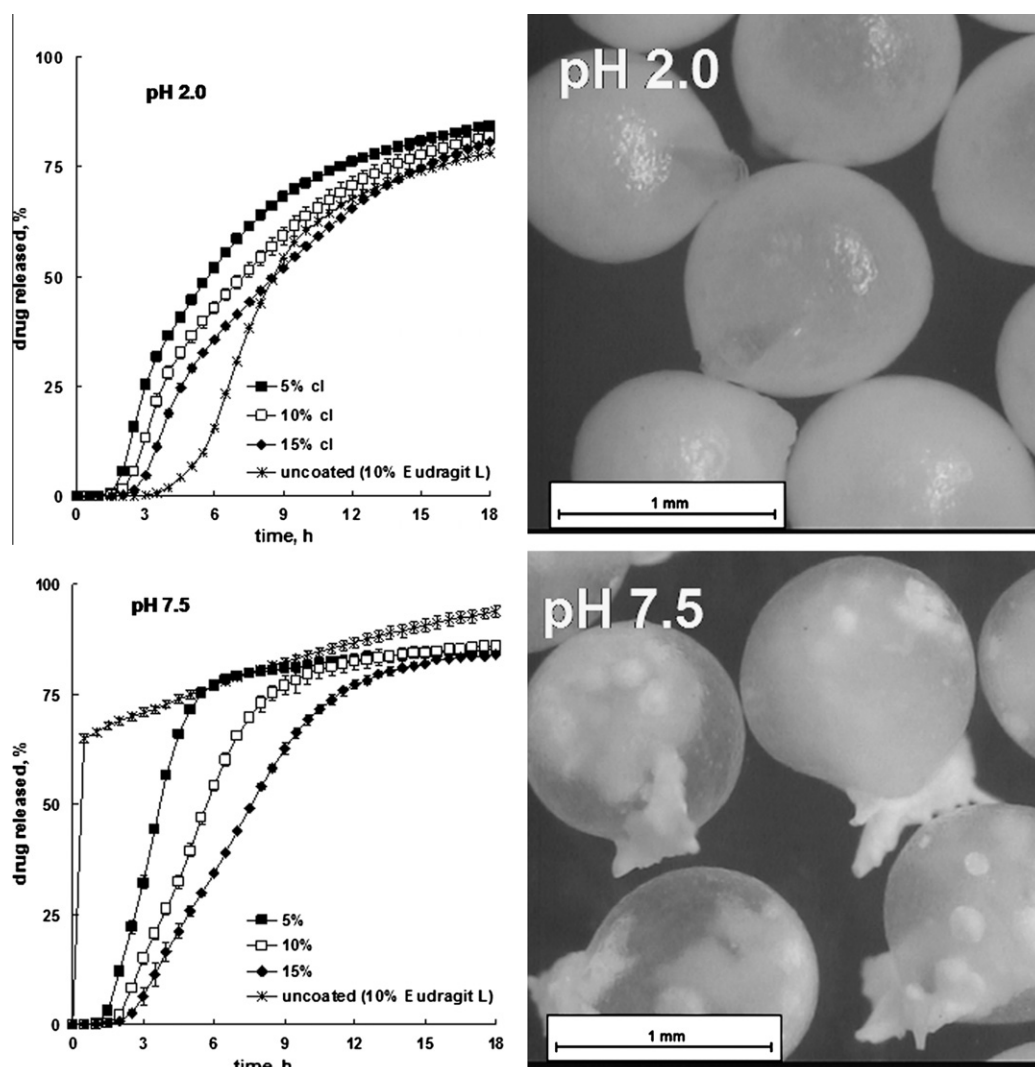 100
75
50
25
0
drug released, %
pH 2.0
5% cl
10% cl
15% cl
uncoated (10% Eudragit L)
0 3 6 9 12 15 18
time, h
pH 2.0
1 mm
100
75
50
25
0
drug released, %
pH 7.5
5%
10%
15%
uncoated (10% Eudragit L)
0 3 6 9 12 15 18
time, h
pH 7.5
1 mm